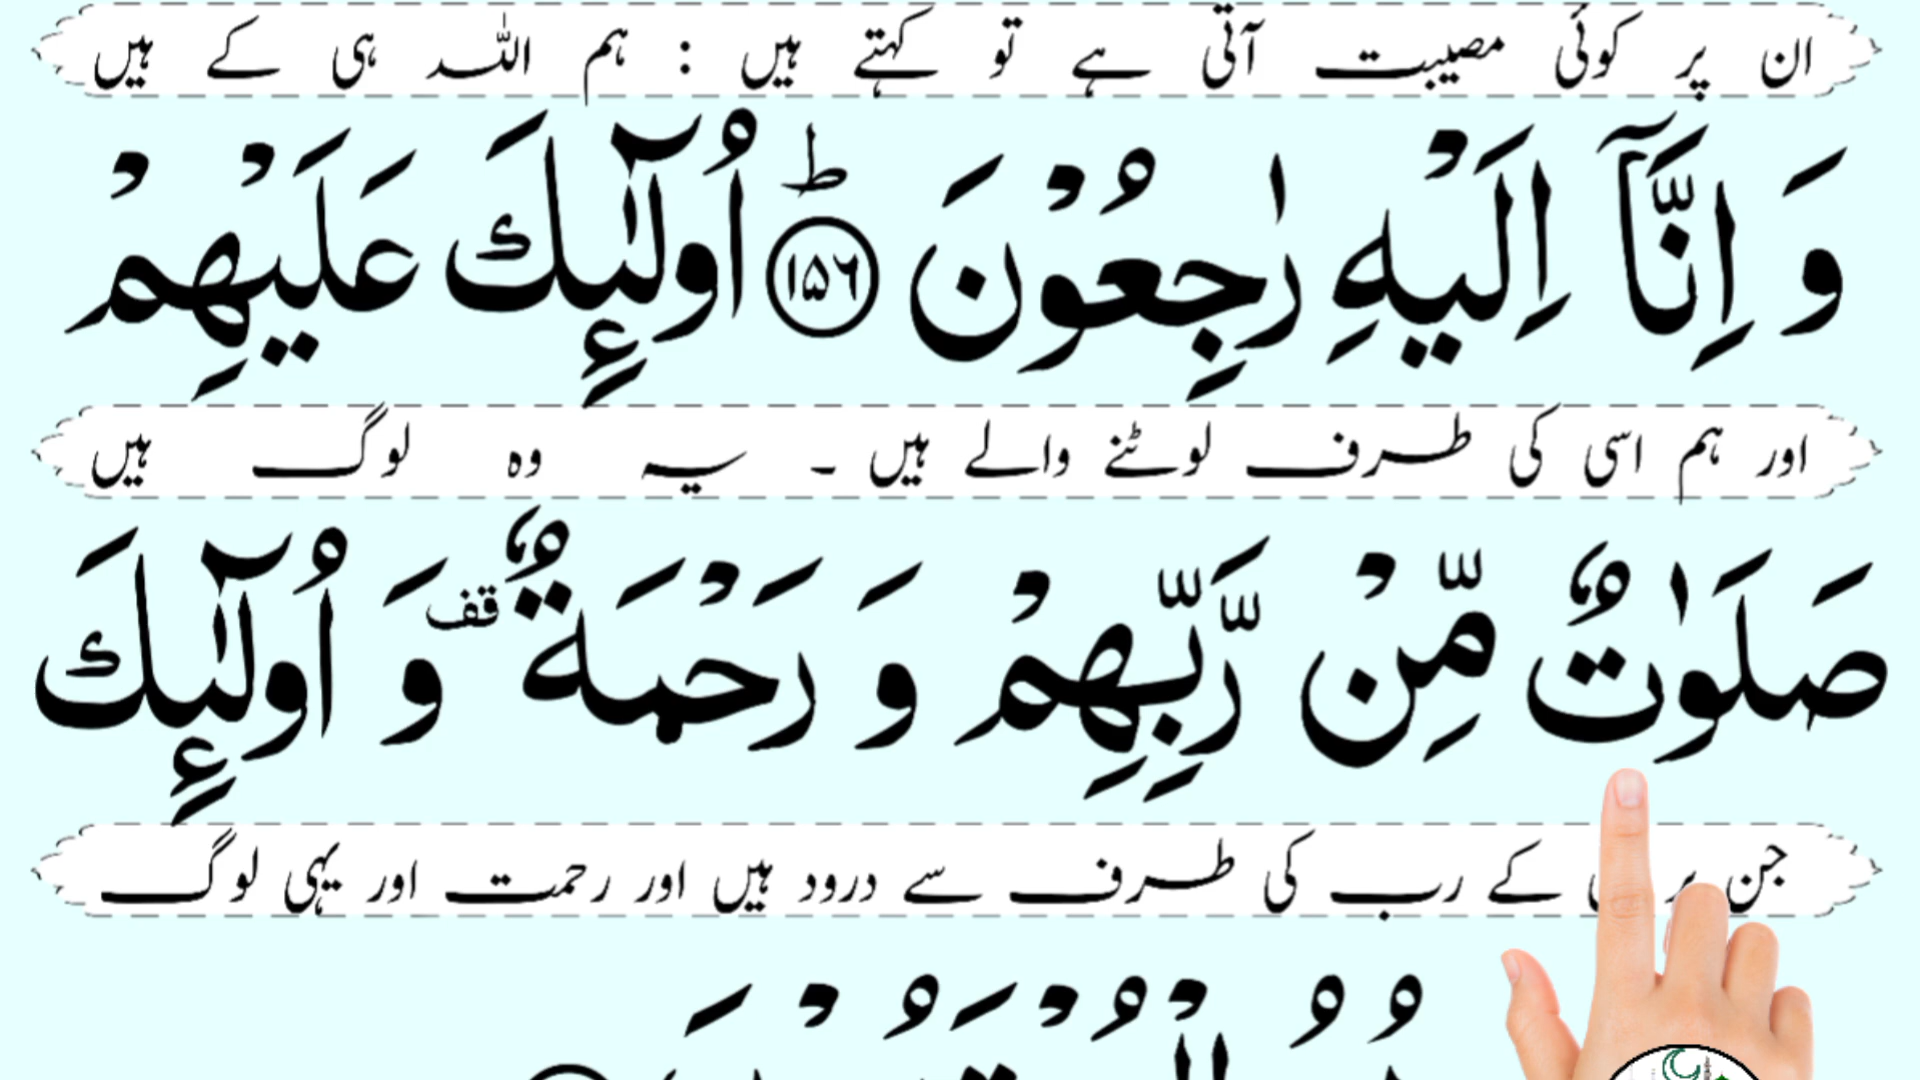 ان پر کوئی مصیبت آتی ہے تو کہتے ہیں : ہم اللہ ہی کے ہیں
وَ اِنَّاۤ اِلَیْهِ رٰجِعُوْنَؕ۝۱۵۶ اُولٰٓىِٕكَ عَلَیْهِمْ
اور ہم اسی کی طرف لوٹنے والے ہیں ۔ یہ وہ لوگ ہیں
صَلَوٰتٌ مِّنْ رَّبِّهِمْ وَ رَحْمَةٌ۫ وَ اُولٰٓىِٕكَ
جن پر کے رب کی طرف سے درود ہیں اور رحمت اور یہی لوگ